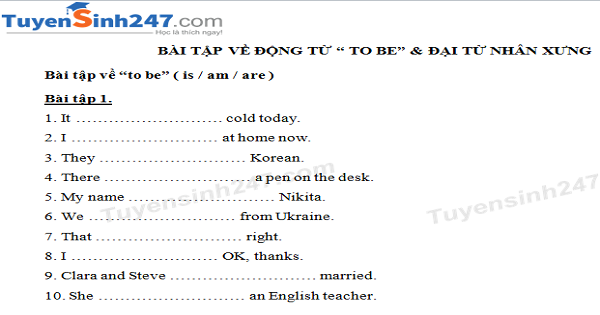 TuyenSinh247.com
Học là thích ngay!
BÀI TẬP VỀ ĐỘNG TỪ “ TO BE” & ĐẠI TỪ NHÂN XƯNG
Bài tập về “to be” ( is / am / are )
Bài tập 1.
1. It ……………………… cold today.
2. I ……………………… at home now.
3. They ……………………… Korean.
4. There ……………………… a pen on the desk.
5. My name ……………………… Nikita.
6. We ……………………… from Ukraine.
7. That ……………………… right.
8. I ……………………… OK, thanks.
9. Clara and Steve ……………………… married.
10. She ……………………… an English teacher.
Tuyensinh247.com
Tuyensinh247